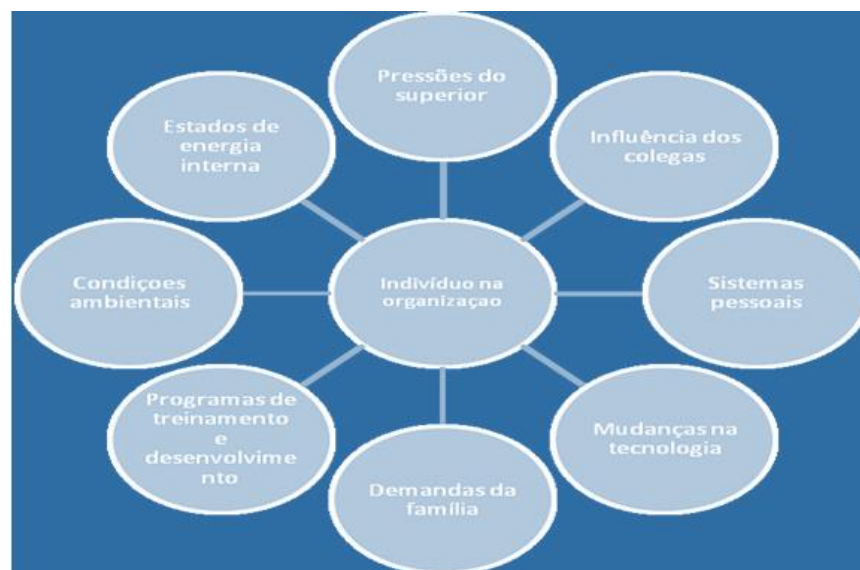 Pressões do
superior
Estados de
energia
interna
Influência dos
colegas
Condiçoes
ambientais
Indivíduo na
organizaçao
Sistemas
pessoais
Programas de
treinamento
e
desenvolvime
nto
Mudanças na
tecnologia
Demandas da
família